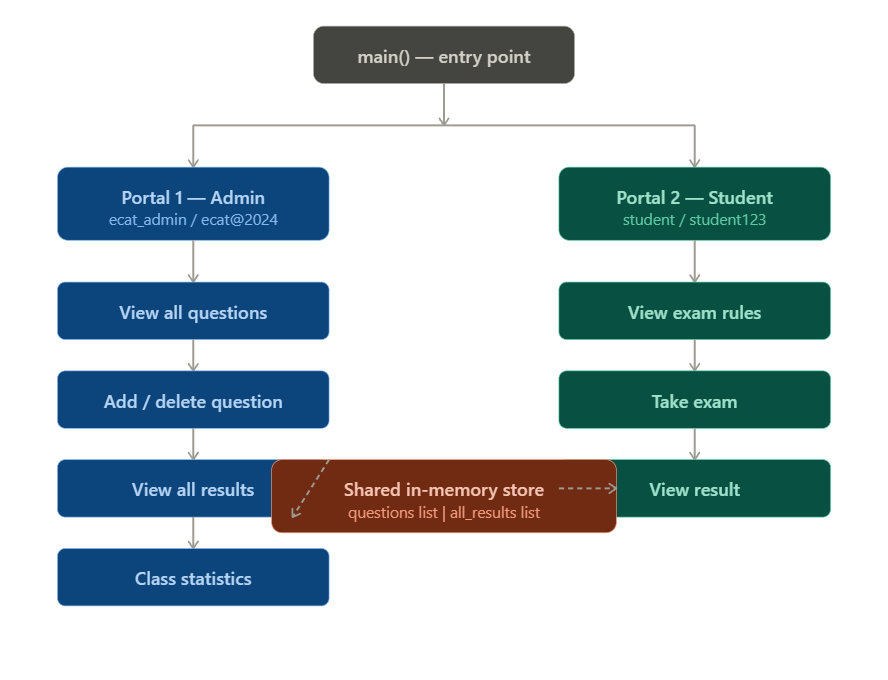 main() — entry point
Portal 1 — Admin
ecat_admin / ecat@2024
Portal 2 — Student
student / student123
View all questions
View exam rules
Add / delete question
Take exam
View all results
Shared in-memory store
questions list | all_results list
View result
Class statistics